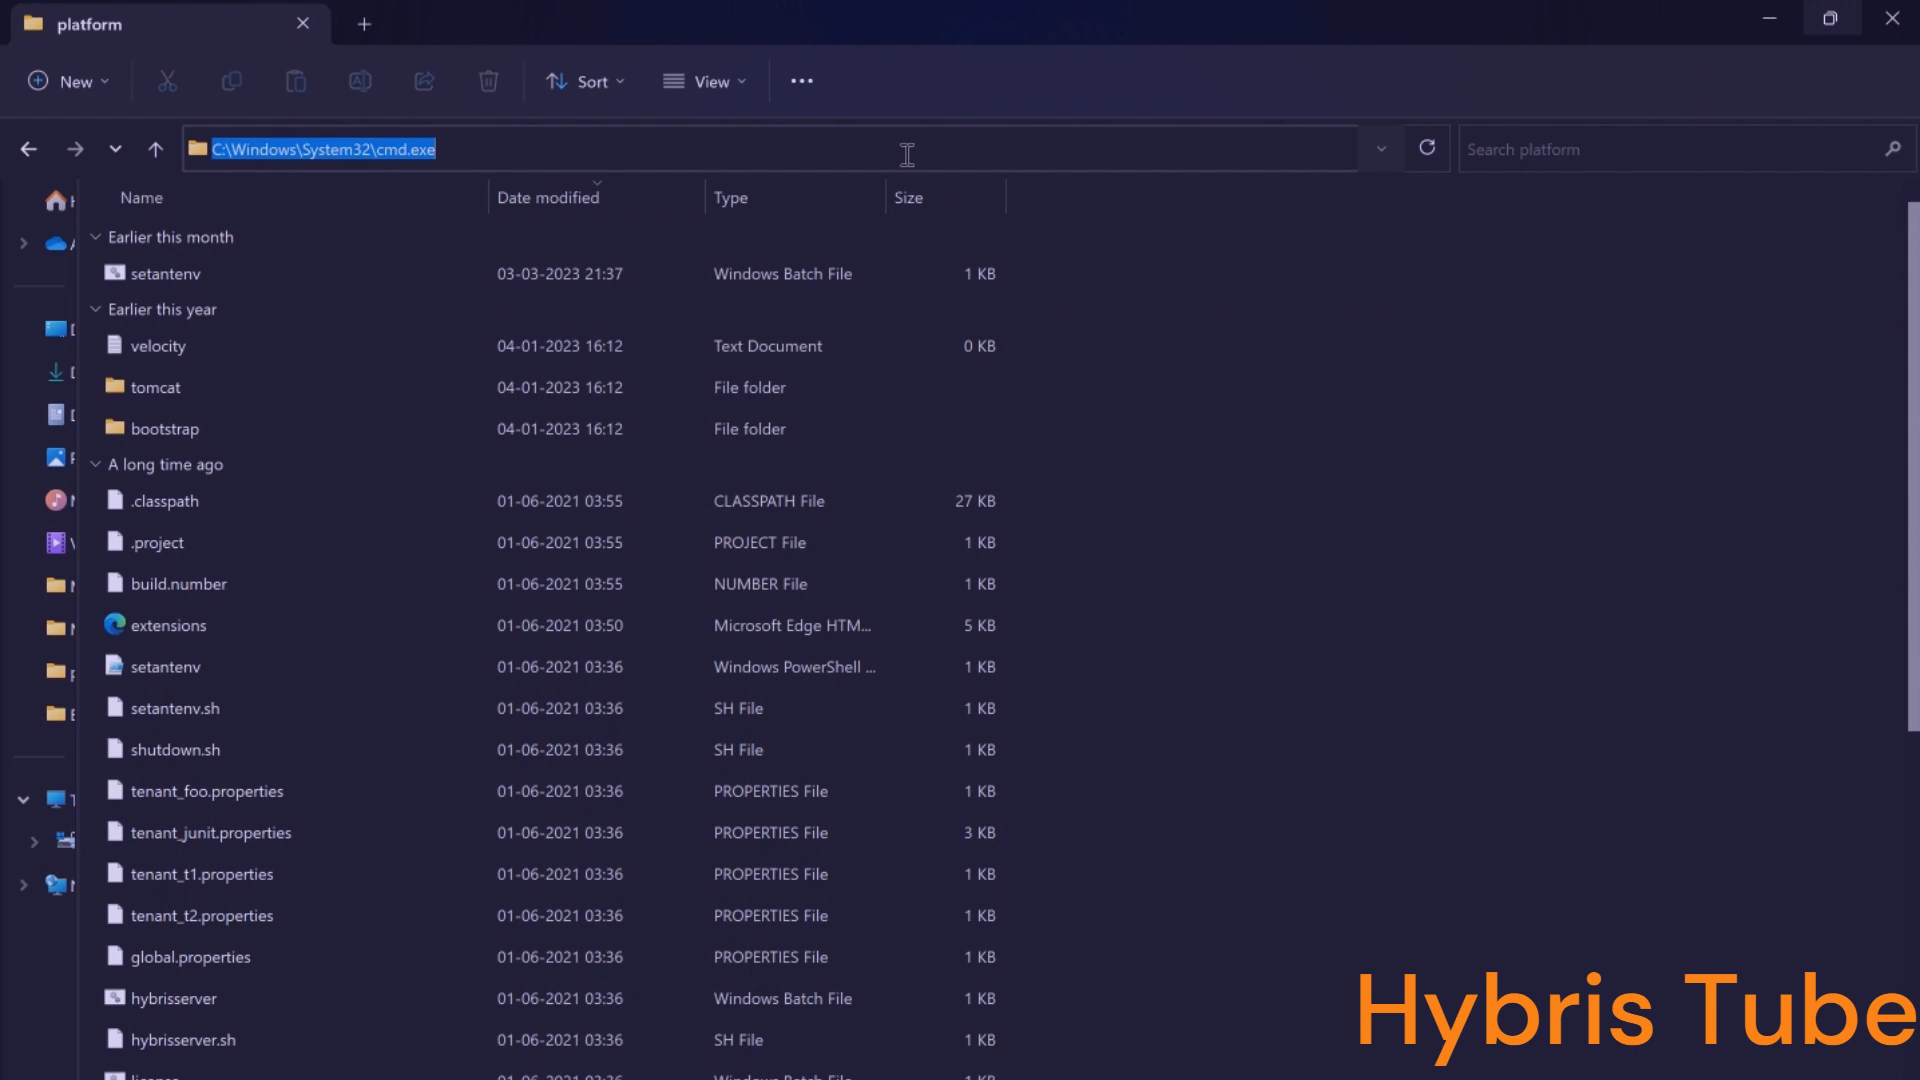 platform
New
Sort
View
C:\Windows\System32\cmd.exe
Search platform
Name Date modified Type Size
Earlier this month
setantenv 03-03-2023 21:37 Windows Batch File 1 KB
Earlier this year
velocity 04-01-2023 16:12 Text Document 0 KB
tomcat 04-01-2023 16:12 File folder
bootstrap 04-01-2023 16:12 File folder
A long time ago
.classpath 01-06-2021 03:55 CLASSPATH File 27 KB
.project 01-06-2021 03:55 PROJECT File 1 KB
build.number 01-06-2021 03:55 NUMBER File 1 KB
extensions 01-06-2021 03:50 Microsoft Edge HTM... 5 KB
setantenv 01-06-2021 03:36 Windows PowerShell ... 1 KB
setantenv.sh 01-06-2021 03:36 SH File 1 KB
shutdown.sh 01-06-2021 03:36 SH File 1 KB
tenant_foo.properties 01-06-2021 03:36 PROPERTIES File 1 KB
tenant_junit.properties 01-06-2021 03:36 PROPERTIES File 3 KB
tenant_t1.properties 01-06-2021 03:36 PROPERTIES File 1 KB
tenant_t2.properties 01-06-2021 03:36 PROPERTIES File 1 KB
global.properties 01-06-2021 03:36 PROPERTIES File 1 KB
hybrisserver 01-06-2021 03:36 Windows Batch File 1 KB
hybrisserver.sh 01-06-2021 03:36 SH File 1 KB
Hybris Tube